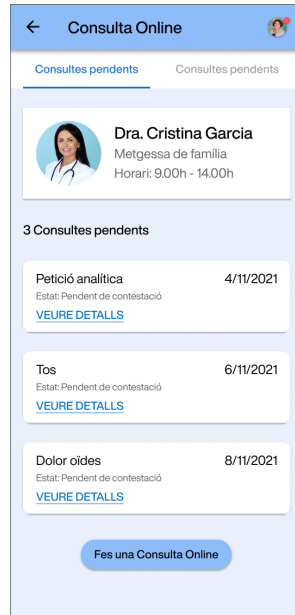 Consulta Online
Consultes pendents
Consultes pendents
Dra. Cristina Garcia
Metgessa de família
Horari: 9.00h - 14.00h
3 Consultes pendents
Petició analítica 4/11/2021
Estat: Pendent de contestació
VEURE DETALLS
Tos 6/11/2021
Estat: Pendent de contestació
VEURE DETALLS
Dolor oïdes 8/11/2021
Estat: Pendent de contestació
VEURE DETALLS
Fes una Consulta Online